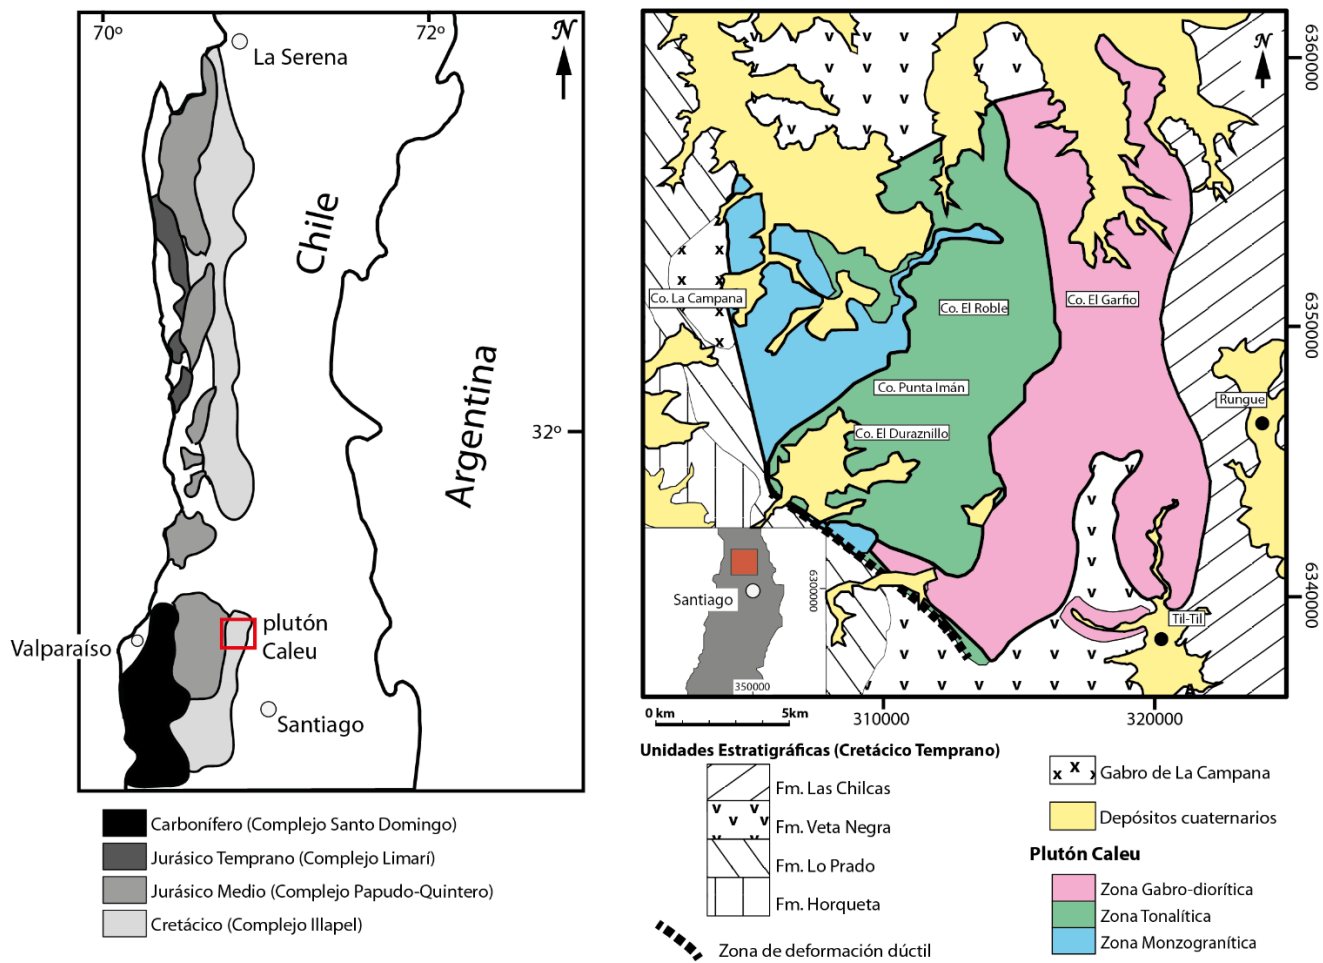 70º
72º
N
La Serena
Chile
Argentina
32º
Valparaíso
plutón
Caleu
Santiago
Carbonífero (Complejo Santo Domingo)
Jurásico Temprano (Complejo Limarí)
Jurásico Medio (Complejo Papudo-Quintero)
Cretácico (Complejo Illapel)
N
6360000
Co. La Campana
Co. El Roble
Co. El Garfio
6350000
Co. Punta Imán
Rungue
Co. El Duraznillo
Santiago
6300000
350000
6340000
Til-Til
0 km
5km
310000
320000
Unidades Estratigráficas (Cretácico Temprano)
Fm. Las Chilcas
Fm. Veta Negra
Fm. Lo Prado
Fm. Horqueta
Zona de deformación dúctil
Gabro de La Campana
Depósitos cuaternarios
Plutón Caleu
Zona Gabro-diorítica
Zona Tonalítica
Zona Monzogranítica